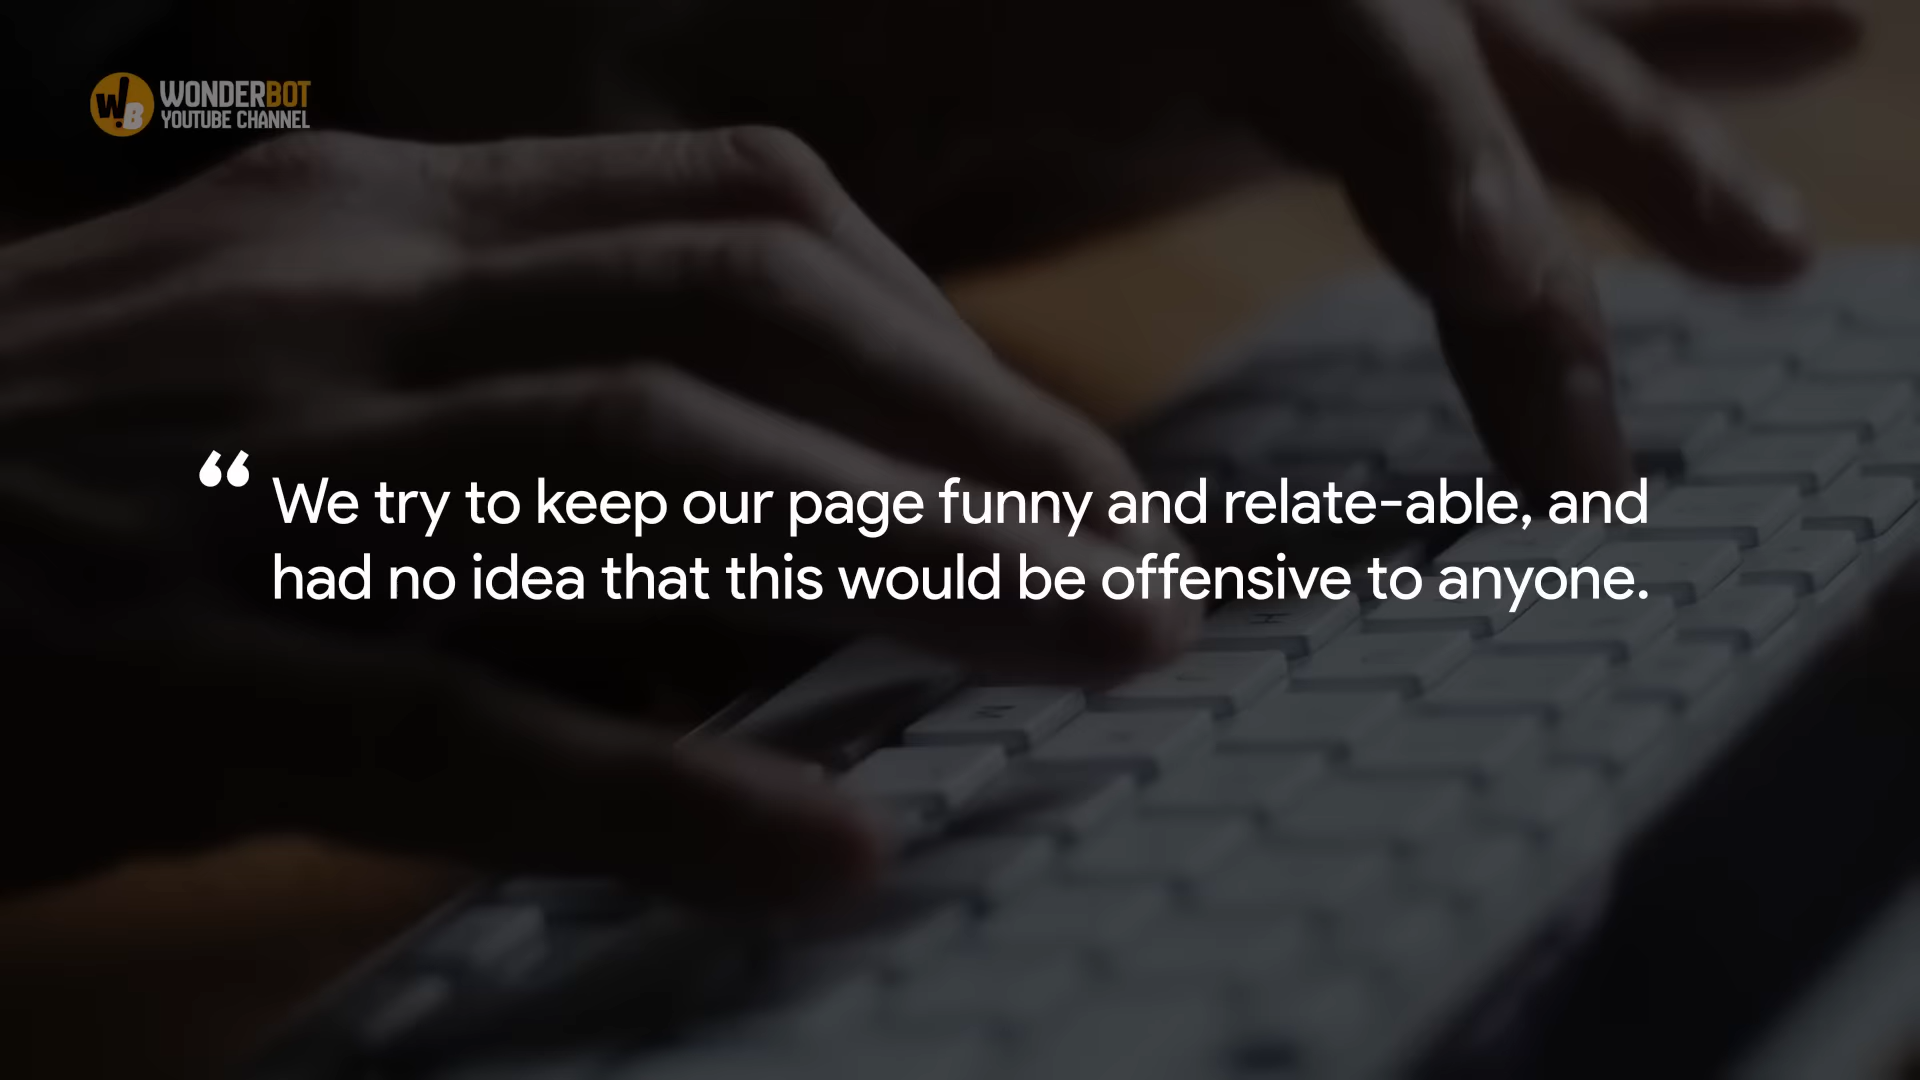 W!B WONDERBOT
YOUTUBE CHANNEL
“We try to keep our page funny and relate-able, and
had no idea that this would be offensive to anyone.